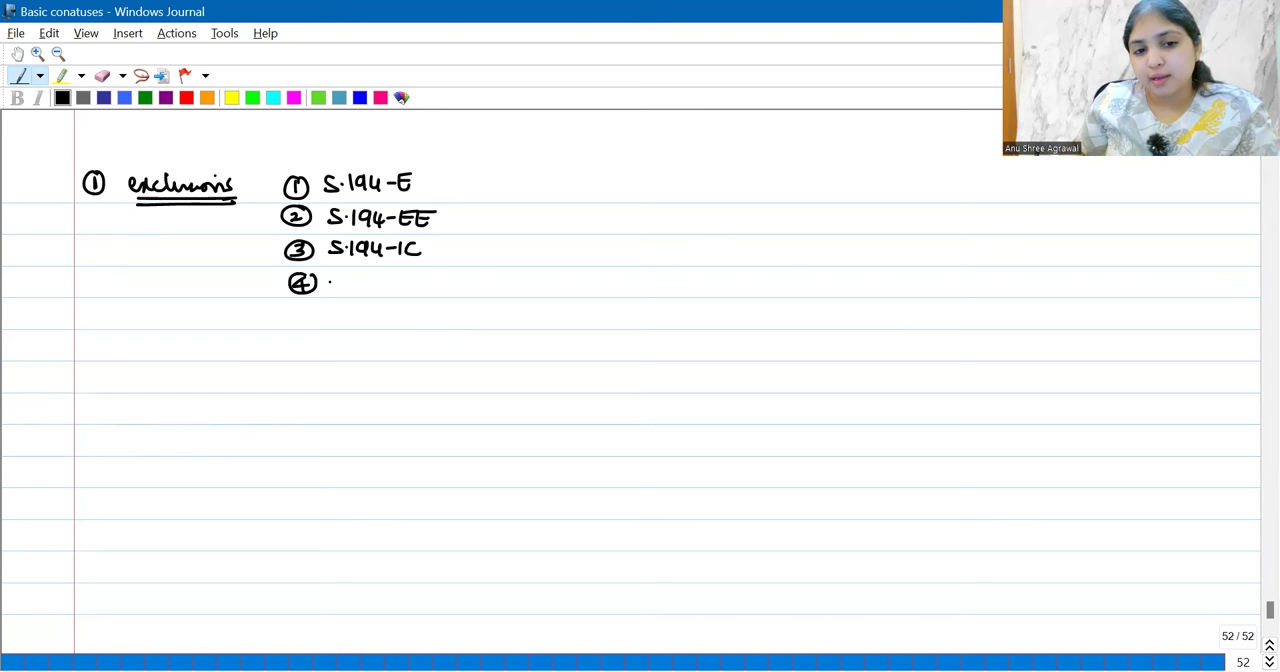 Basic conatuses - Windows Journal
File Edit View Insert Actions Tools Help
B I
Anu Shree Agrawal
① exclusions ① S.194-E
② S.194-EE
③ S.194-IC
④
52 / 52
52